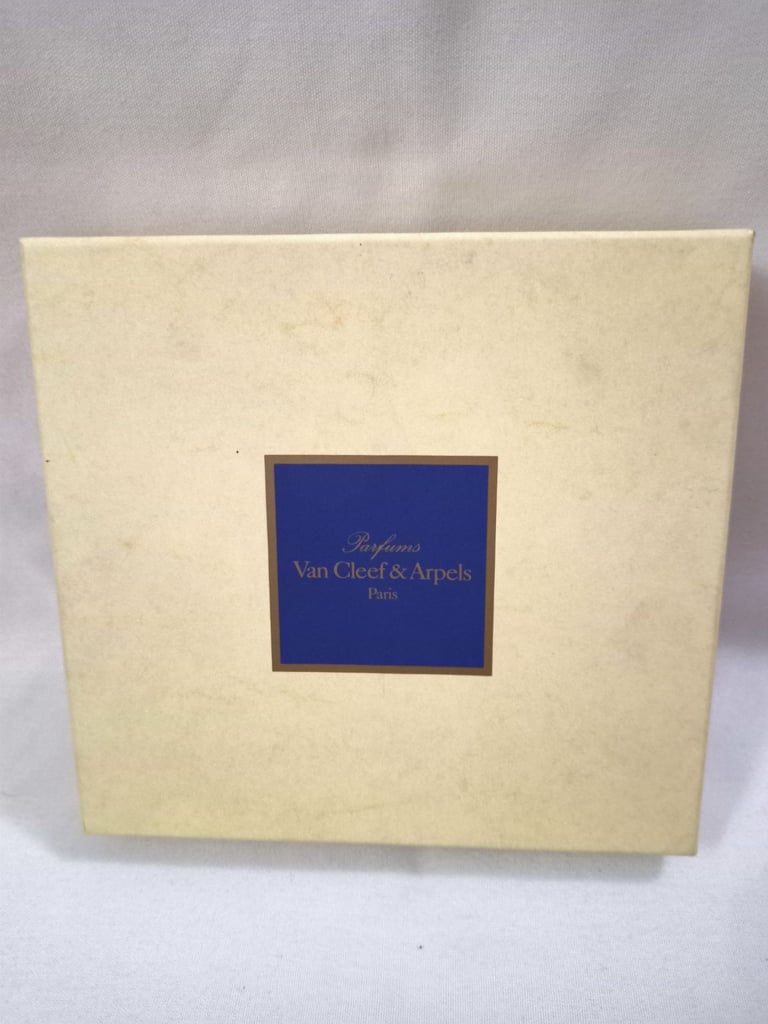 Parfums
Van Cleef & Arpels
Paris